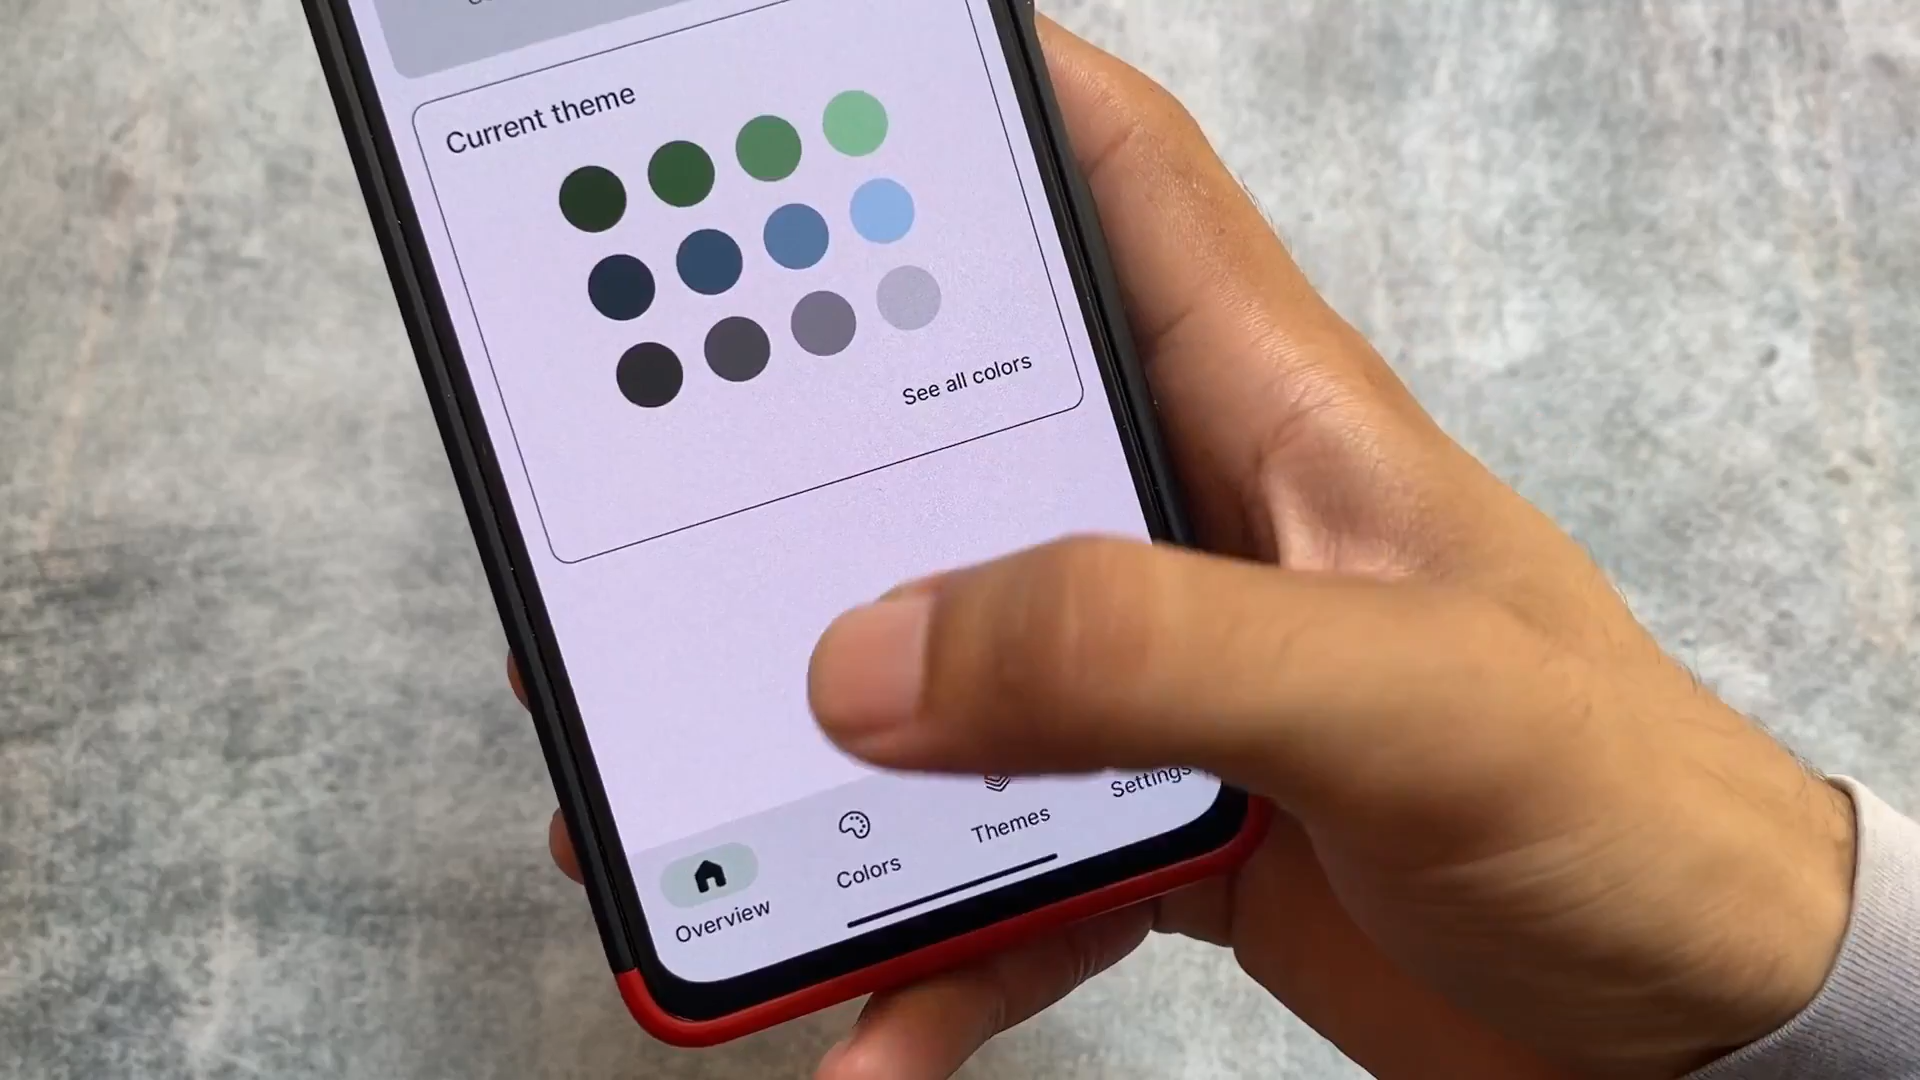 Current theme
See all colors
Overview
Colors
Themes
Settings